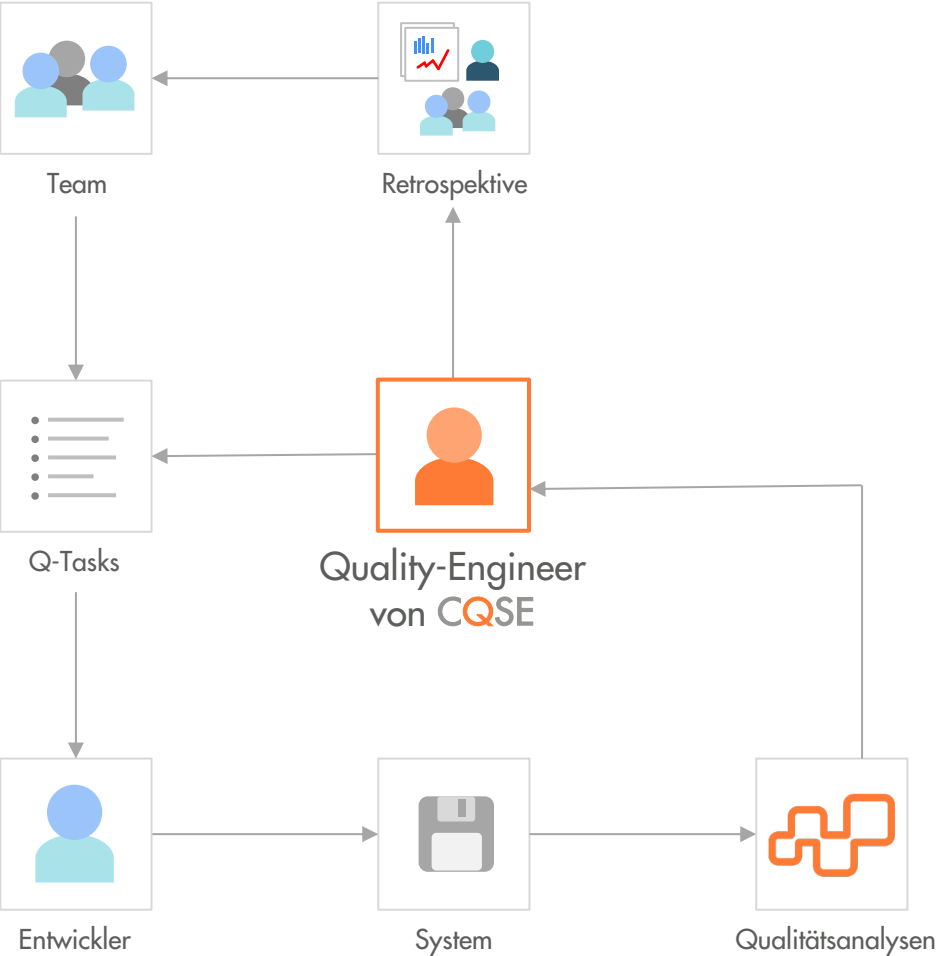 Team
Retrospektive
Q-Tasks
Quality-Engineer
von CQSE
Entwickler
System
Qualitätsanalysen